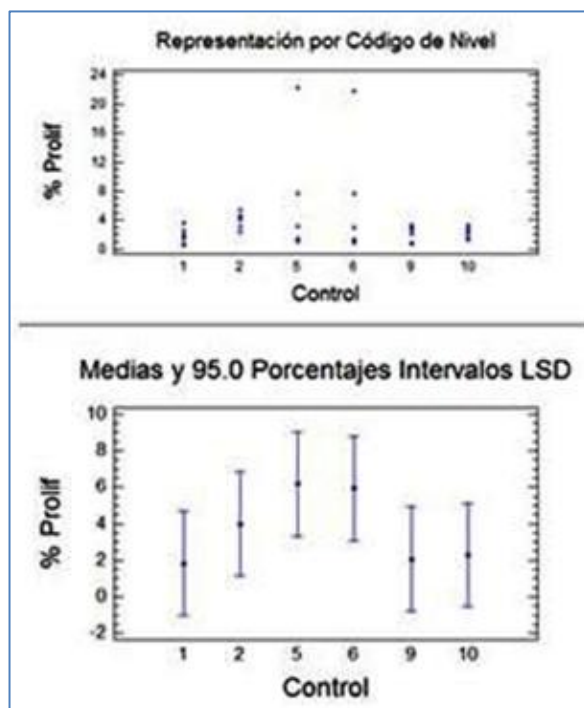 Representación por Código de Nivel
% Prolif
24
20
16
12
8
4
0
1 2 5 6 9 10
Control
Medias y 95.0 Porcentajes Intervalos LSD
% Prolif
10
8
6
4
2
0
-2
1 2 5 6 9 10
Control